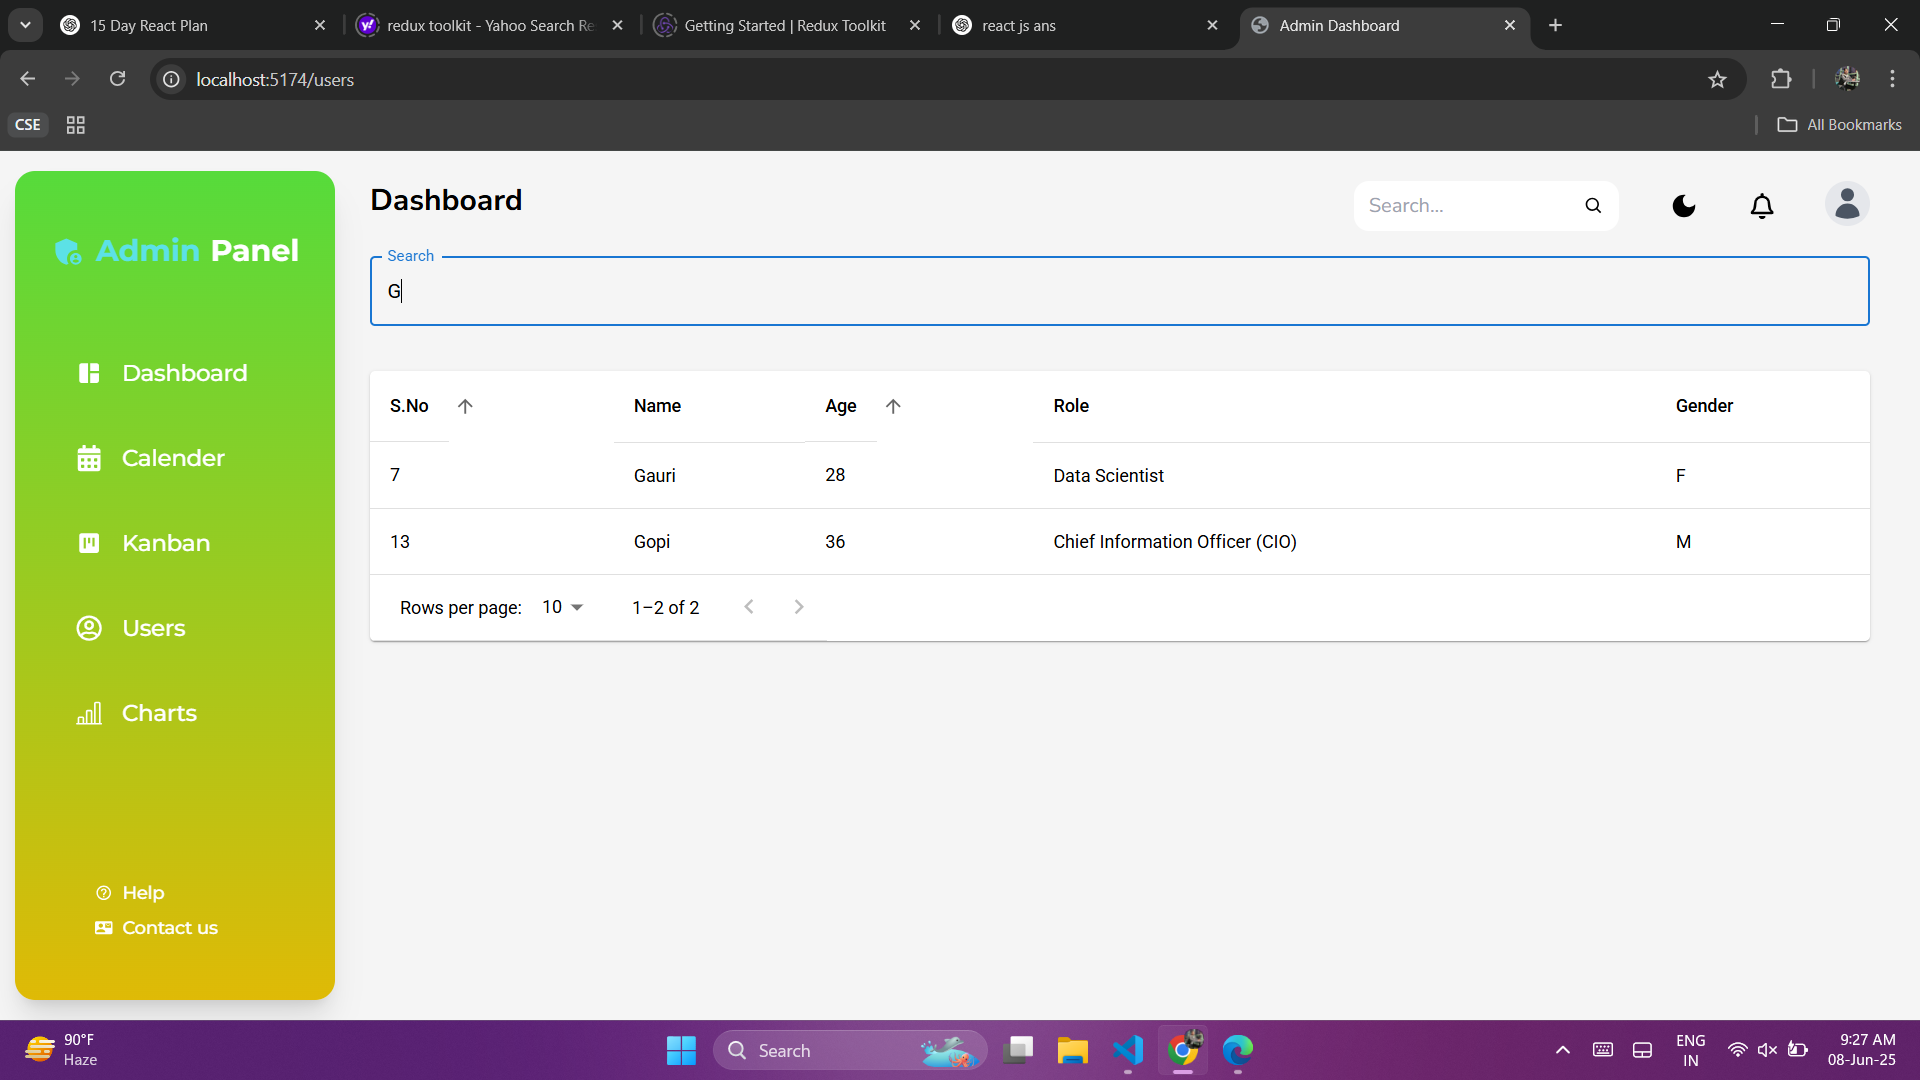 15 Day React Plan
redux toolkit - Yahoo Search Re
Getting Started | Redux Toolkit
react js ans
Admin Dashboard
localhost:5174/users
CSE
All Bookmarks
Admin Panel
Dashboard
Calender
Kanban
Users
Charts
Help
Contact us
Dashboard
Search...
Search
G
S.No Name Age Role Gender
7 Gauri 28 Data Scientist F
13 Gopi 36 Chief Information Officer (CIO) M
Rows per page: 10 1–2 of 2
90°F
Haze
Search
ENG
IN
9:27 AM
08-Jun-25